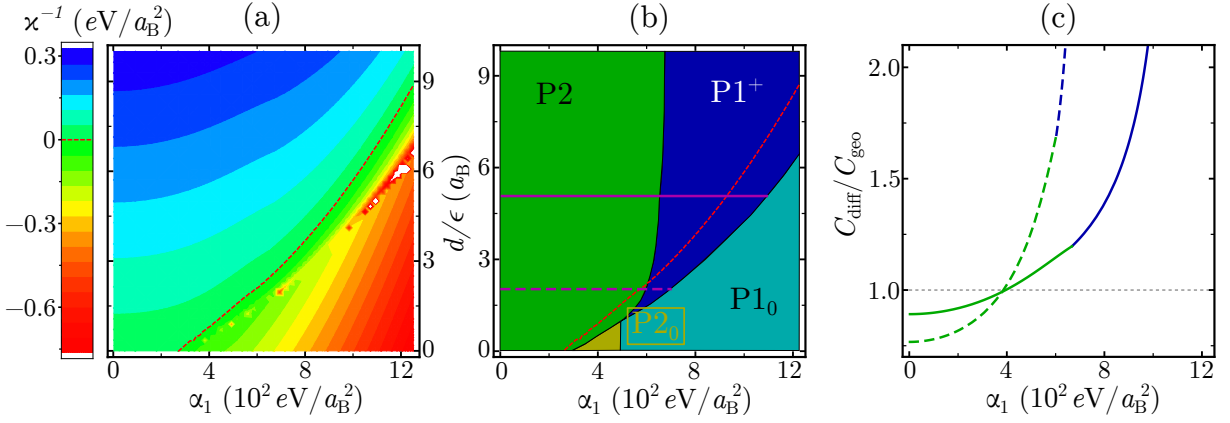 ϰ⁻¹ (eV/a_B²)
(a)
(b)
(c)
0.3
0
−0.3
−0.6
9
6
3
0
d/ϵ (a_B)
0
4
8
12
α₁ (10² eV/a_B²)
9
6
3
0
P2
P1⁺
P1₀
P2₀
0
4
8
12
α₁ (10² eV/a_B²)
2.0
1.5
1.0
C_diff/C_geo
0
4
8
12
α₁ (10² eV/a_B²)